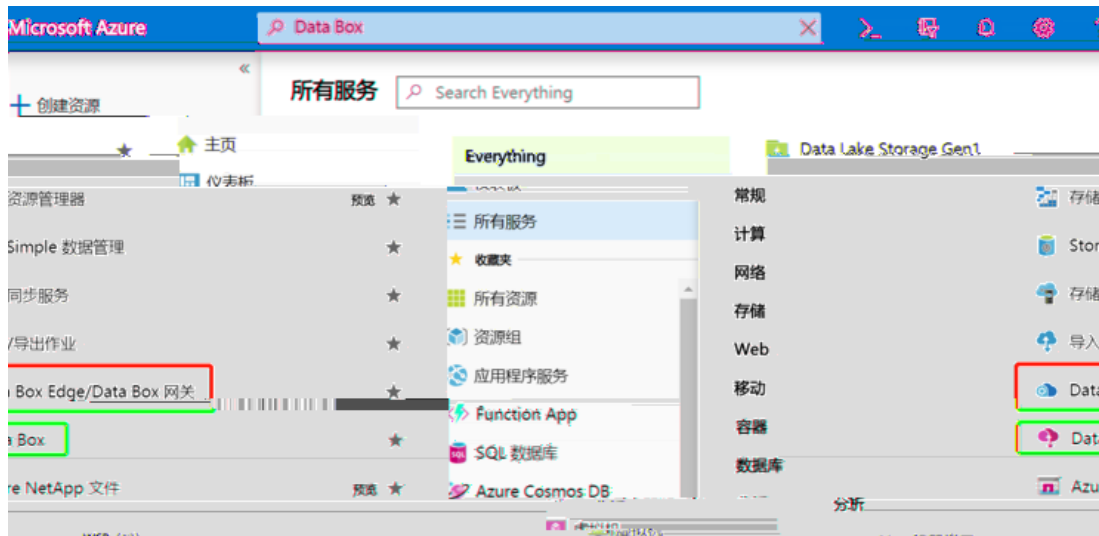 Microsoft Azure
Data Box
所有服务
Search Everything
创建资源
主页
Everything
Data Lake Storage Gen1
仪表板
资源管理器
预览
常规
存储
所有服务
Simple 数据管理
计算
Stor
收藏夹
网络
同步服务
所有资源
存储
存储
/导出作业
资源组
Web
导入
Box Edge/Data Box 网关
应用程序服务
移动
Data
Function App
容器
a Box
SQL 数据库
Dat
数据库
re NetApp 文件
预览
Azure Cosmos DB
Azu
分析